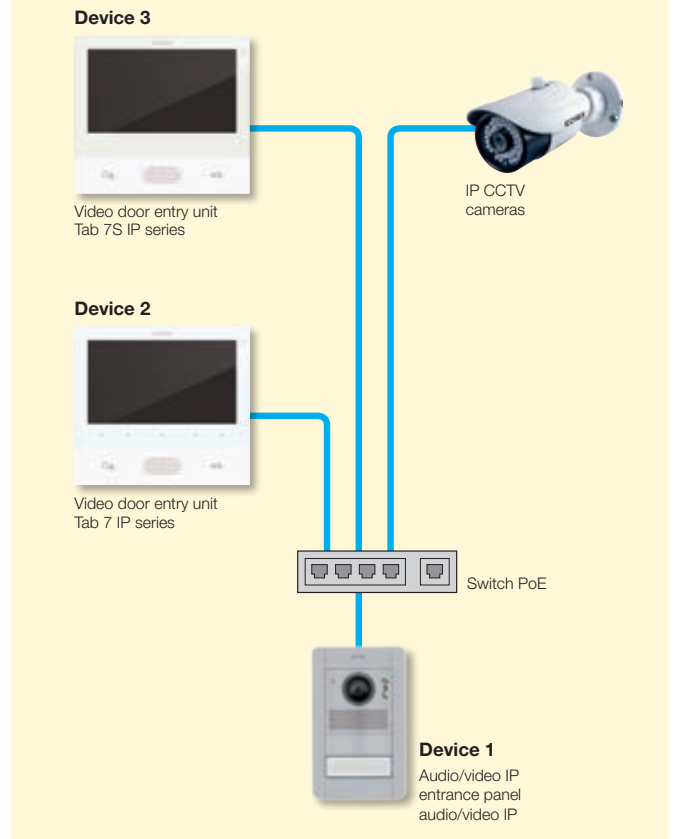 Device 3
Video door entry unit
Tab 7S IP series
IP CCTV
cameras
Device 2
Video door entry unit
Tab 7 IP series
Switch PoE
Device 1
Audio/video IP
entrance panel
audio/video IP